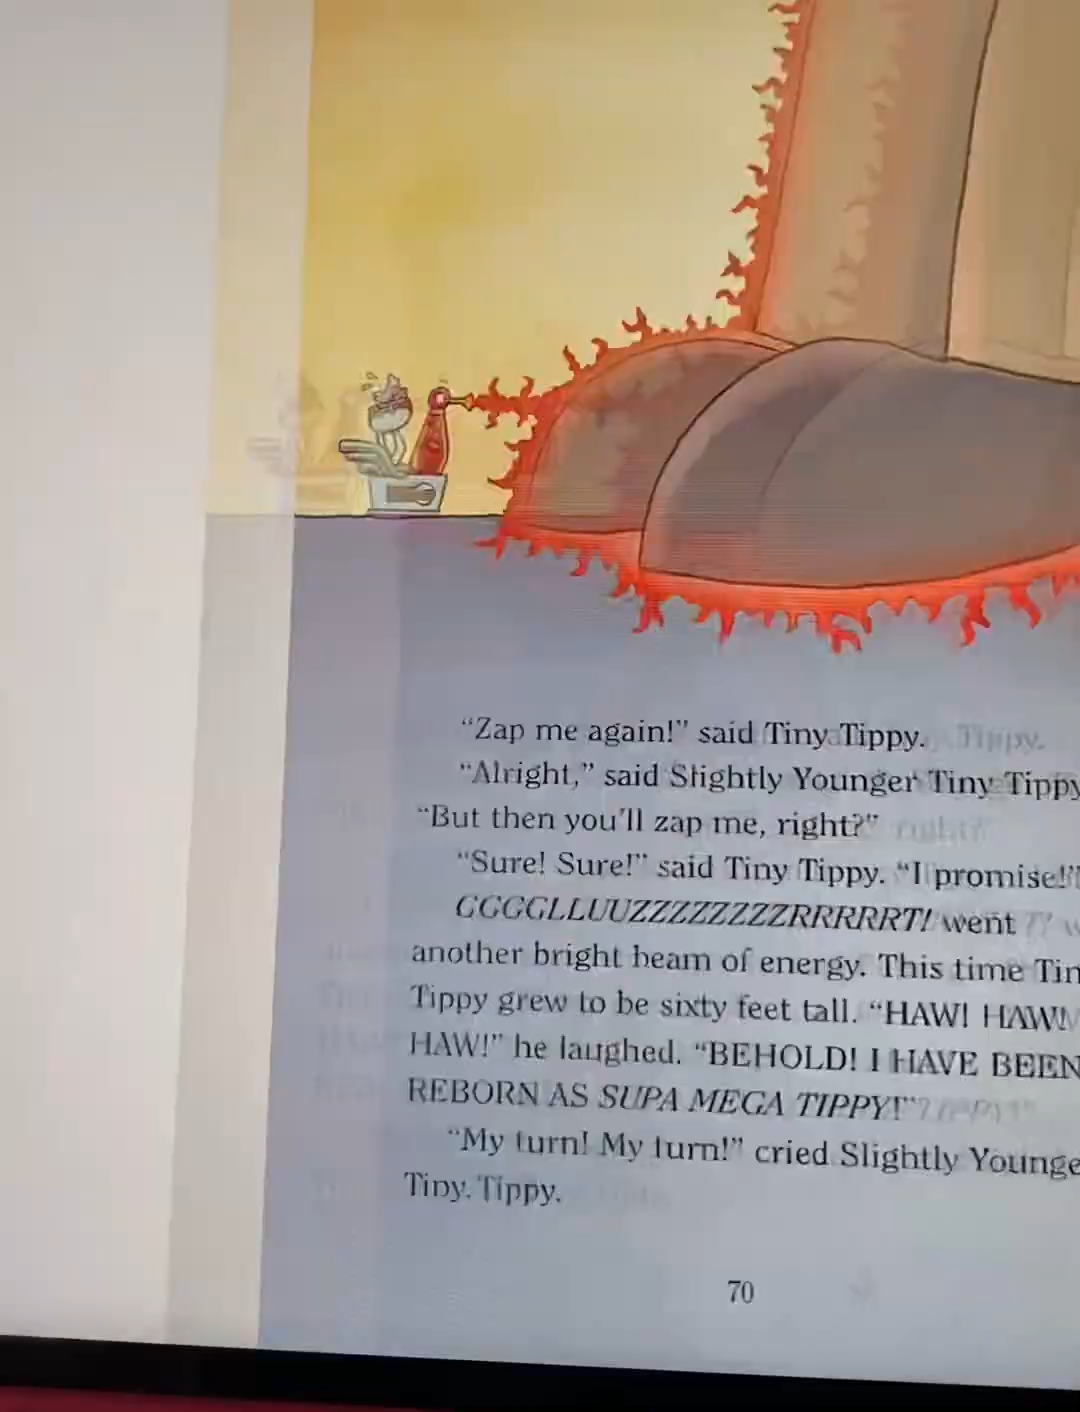 “Zap me again!” said Tiny Tippy.
“Alright,” said Slightly Younger Tiny Tippy
“But then you’ll zap me, right?”
“Sure! Sure!” said Tiny Tippy. “I promise!”
GGGGLLUUZZZZZZZZRRRRRT! went
another bright beam of energy. This time Tin
Tippy grew to be sixty feet tall. “HAW! HAW!
HAW!” he laughed. “BEHOLD! I HAVE BEEN
REBORN AS SUPA MEGA TIPPY!”
“My turn! My turn!” cried Slightly Younge
Tiny Tippy.
70